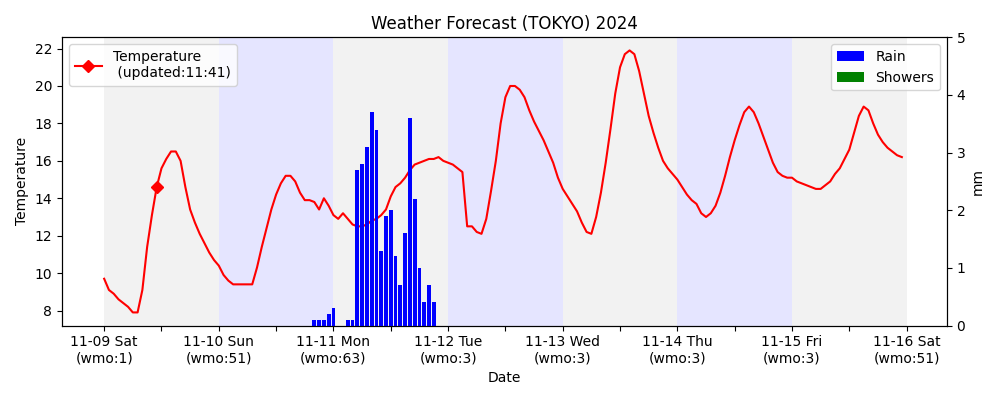 Weather Forecast (TOKYO) 2024
Temperature
(updated:11:41)
Rain
Showers
Temperature
22
20
18
16
14
12
10
8
5
4
3
2
1
0
mm
11-09 Sat
(wmo:1)
11-10 Sun
(wmo:51)
11-11 Mon
(wmo:63)
11-12 Tue
(wmo:3)
11-13 Wed
(wmo:3)
11-14 Thu
(wmo:3)
11-15 Fri
(wmo:3)
11-16 Sat
(wmo:51)
Date